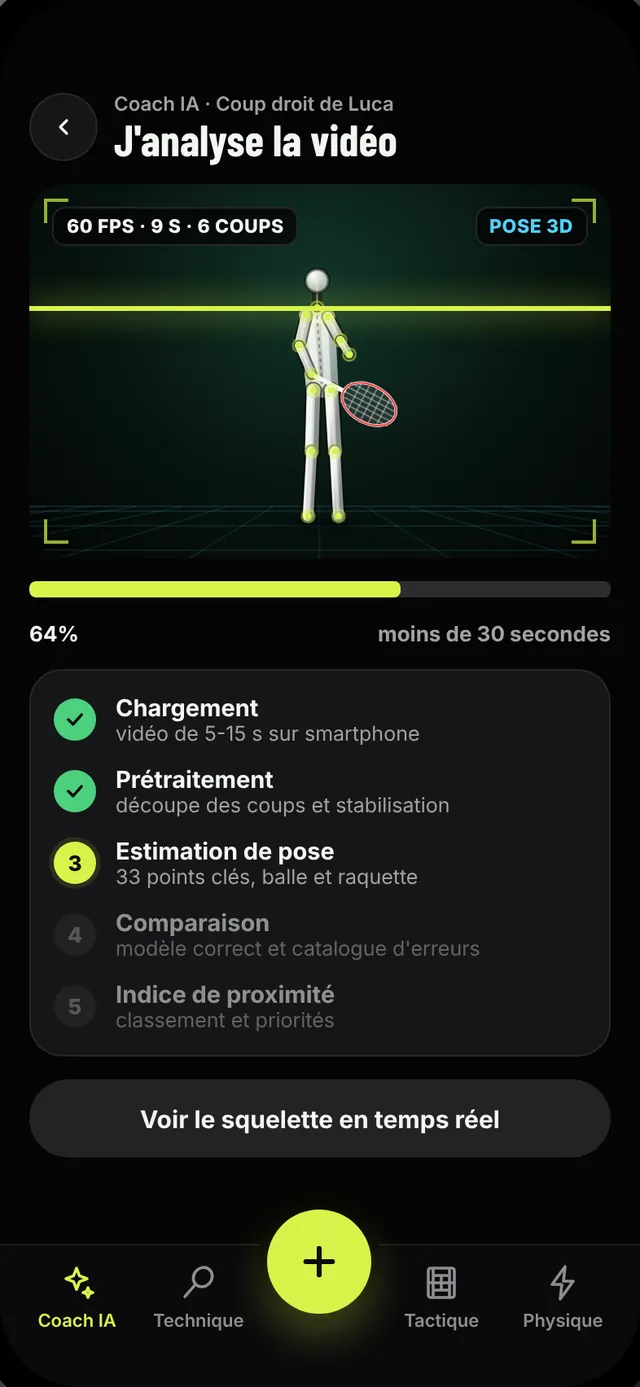 Coach IA · Coup droit de Luca
J'analyse la vidéo
60 FPS · 9 S · 6 COUPS
POSE 3D
64%
moins de 30 secondes
Chargement
vidéo de 5-15 s sur smartphone
Prétraitement
découpe des coups et stabilisation
3
Estimation de pose
33 points clés, balle et raquette
4
Comparaison
modèle correct et catalogue d'erreurs
5
Indice de proximité
classement et priorités
Voir le squelette en temps réel
Coach IA
Technique
Tactique
Physique